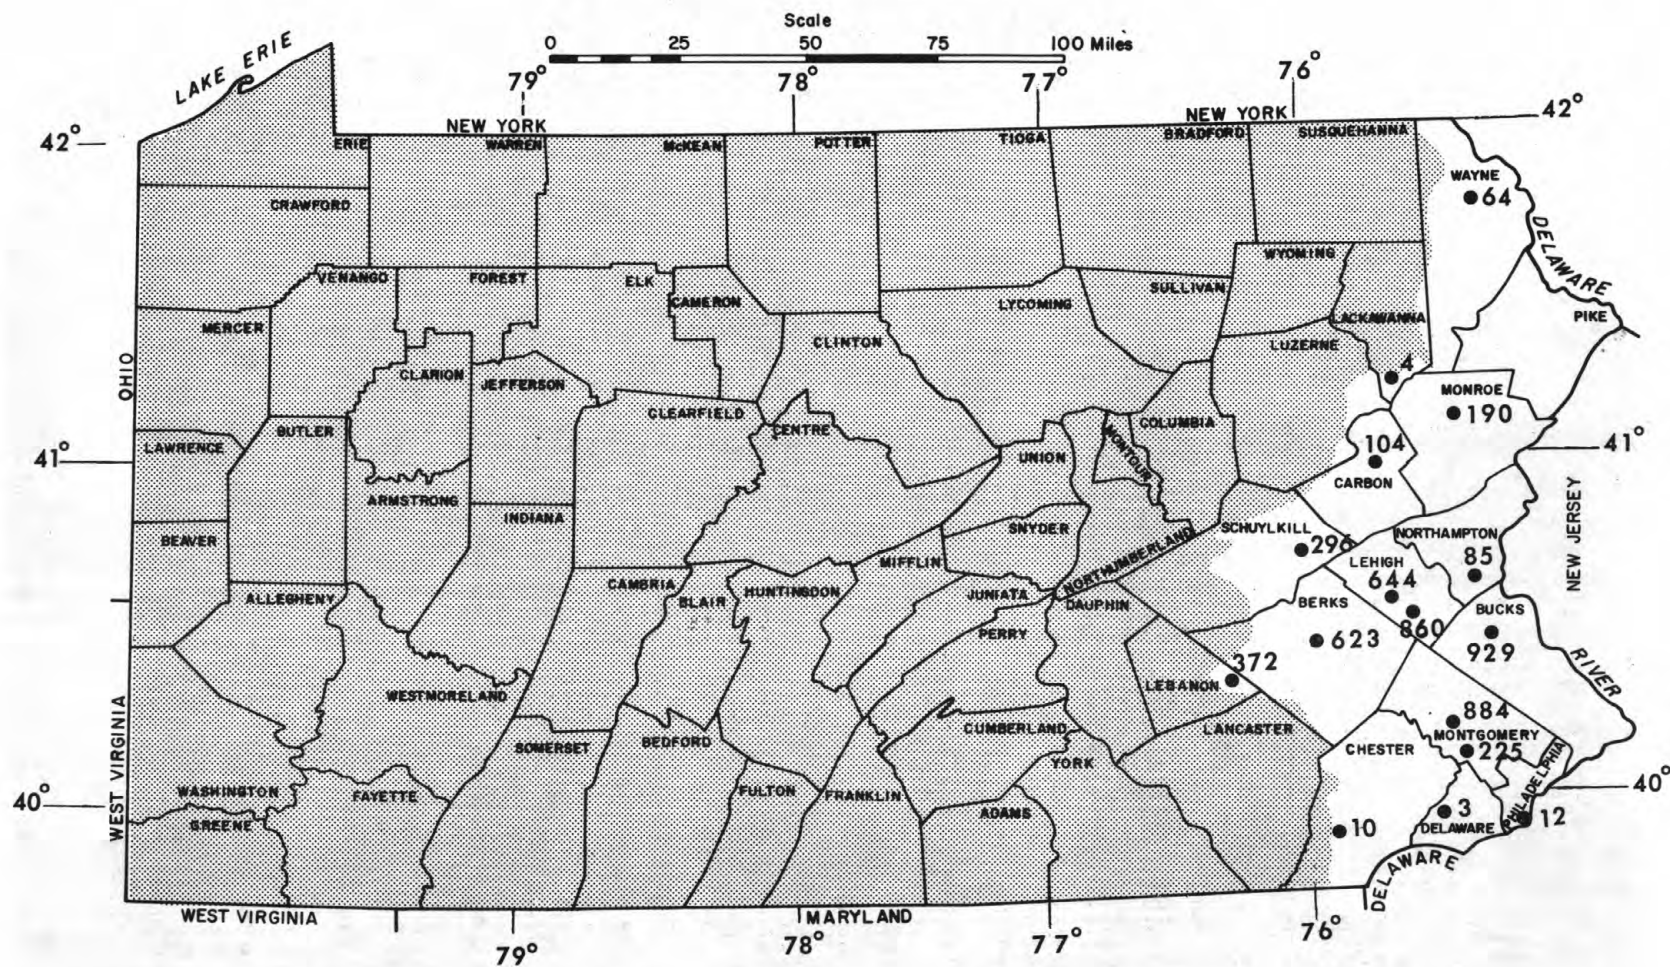 Scale
0 25 50 75 100 Miles
LAKE ERIE
79° 78° 77° 76°
NEW YORK NEW YORK
42° 42°
ERIE WARREN McKEAN POTTER TIOGA BRADFORD SUSQUEHANNA
WAYNE
64
CRAWFORD
DELAWARE
WYOMING
VENANGO FOREST ELK CAMERON LYCOMING SULLIVAN
PIKE
MERCER CLINTON LUZERNE LACKAWANNA
OHIO
CLARION JEFFERSON 4
MONROE
190
CLEARFIELD CENTRE MONTOUR COLUMBIA
LAWRENCE BUTLER
104
41° 41°
UNION CARBON
ARMSTRONG
INDIANA SNYDER SCHUYLKILL NORTHAMPTON
NEW JERSEY
BEAVER MIFFLIN NORTHUMBERLAND 296 LEHIGH 85
644
CAMBRIA BLAIR HUNTINGDON JUNIATA DAUPHIN BERKS BUCKS
ALLEGHENY
PERRY 623 860 929
372
RIVER
LEBANON
WESTMORELAND
884
CUMBERLAND LANCASTER MONTGOMERY
SOMERSET BEDFORD CHESTER 225
YORK
WEST VIRGINIA
WASHINGTON FAYETTE FULTON FRANKLIN PHILADELPHIA
40° 40°
GREENE ADAMS 3 12
10 DELAWARE
DELAWARE
WEST VIRGINIA MARYLAND
79° 78° 77° 76°